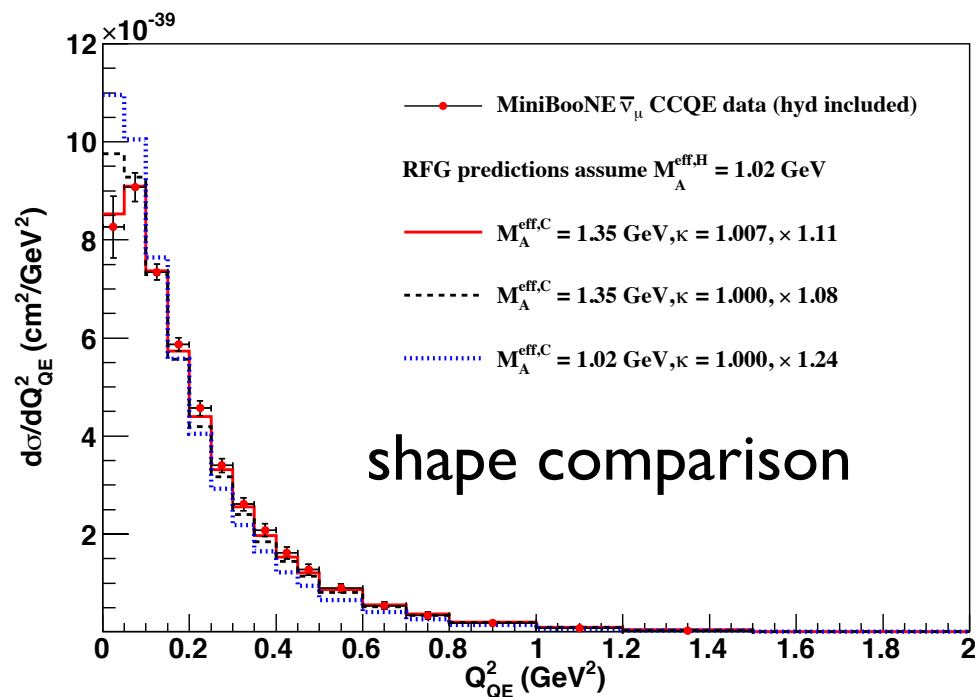 ×10⁻³⁹
12
10
8
6
4
2
dσ/dQ²_QE (cm²/GeV²)
MiniBooNE ν̅_μ CCQE data (hyd included)
RFG predictions assume M_A^eff,H = 1.02 GeV
M_A^eff,C = 1.35 GeV,κ = 1.007, × 1.11
M_A^eff,C = 1.35 GeV,κ = 1.000, × 1.08
M_A^eff,C = 1.02 GeV,κ = 1.000, × 1.24
shape comparison
0 0.2 0.4 0.6 0.8 1 1.2 1.4 1.6 1.8 2
Q²_QE (GeV²)